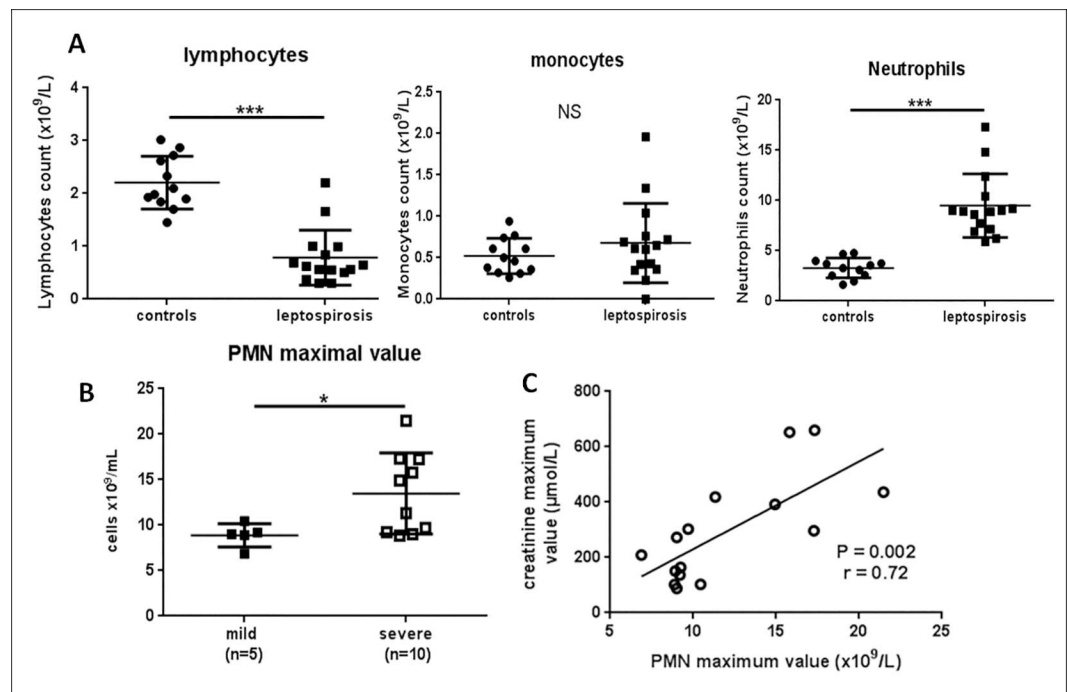 A
lymphocytes
Lymphocytes count (x10⁹/L)
4
3
2
1
0
***
controls
leptospirosis
monocytes
Monocytes count (x10⁹/L)
2.5
2.0
1.5
1.0
0.5
0.0
NS
controls
leptospirosis
Neutrophils
Neutrophils count (x10⁹/L)
20
15
10
5
0
***
controls
leptospirosis
B
PMN maximal value
cells x10⁹/mL
25
20
15
10
5
0
*
mild
(n=5)
severe
(n=10)
C
creatinine maximum
value (µmol/L)
800
600
400
200
0
P = 0.002
r = 0.72
5
10
15
20
25
PMN maximum value (x10⁹/L)